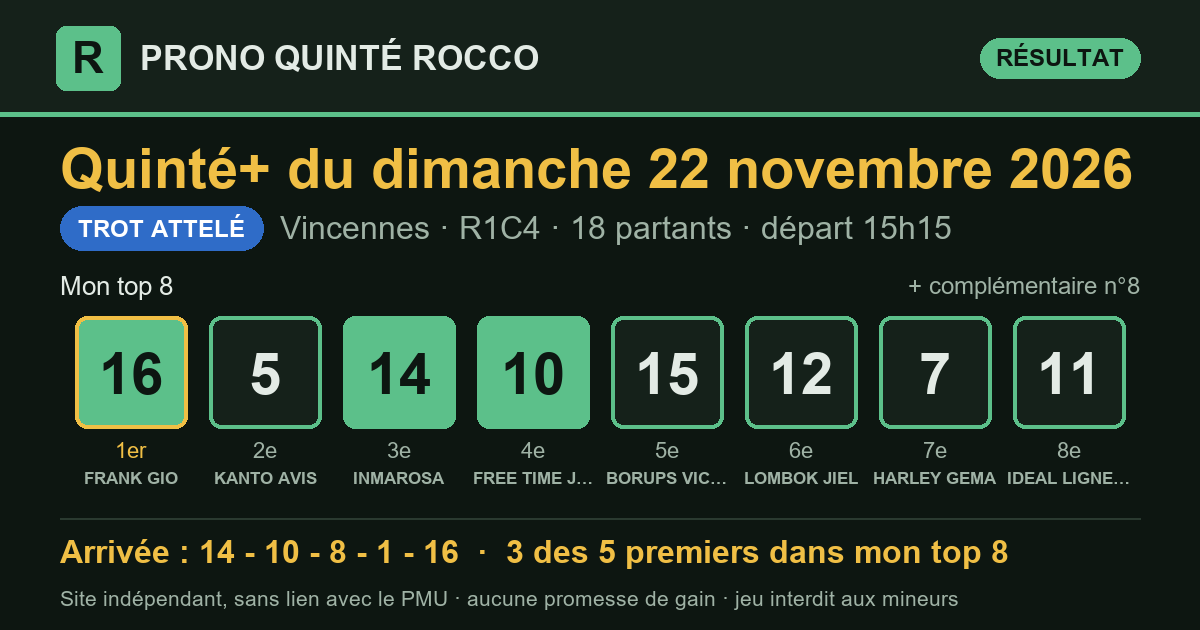 R PRONO QUINTÉ ROCCO RÉSULTAT
Quinté+ du dimanche 22 novembre 2026
TROT ATTELÉ Vincennes · R1C4 · 18 partants · départ 15h15
Mon top 8 + complémentaire n°8
16 5 14 10 15 12 7 11
1er 2e 3e 4e 5e 6e 7e 8e
FRANK GIO KANTO AVIS INMAROSA FREE TIME J... BORUPS VIC... LOMBOK JIEL HARLEY GEMA IDEAL LIGNE...
Arrivée : 14 - 10 - 8 - 1 - 16 · 3 des 5 premiers dans mon top 8
Site indépendant, sans lien avec le PMU · aucune promesse de gain · jeu interdit aux mineurs